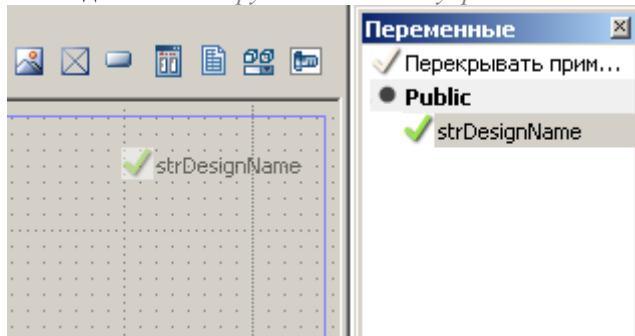 Переменные
Перекрывать прим...
Public
strDesignName
strDesignName